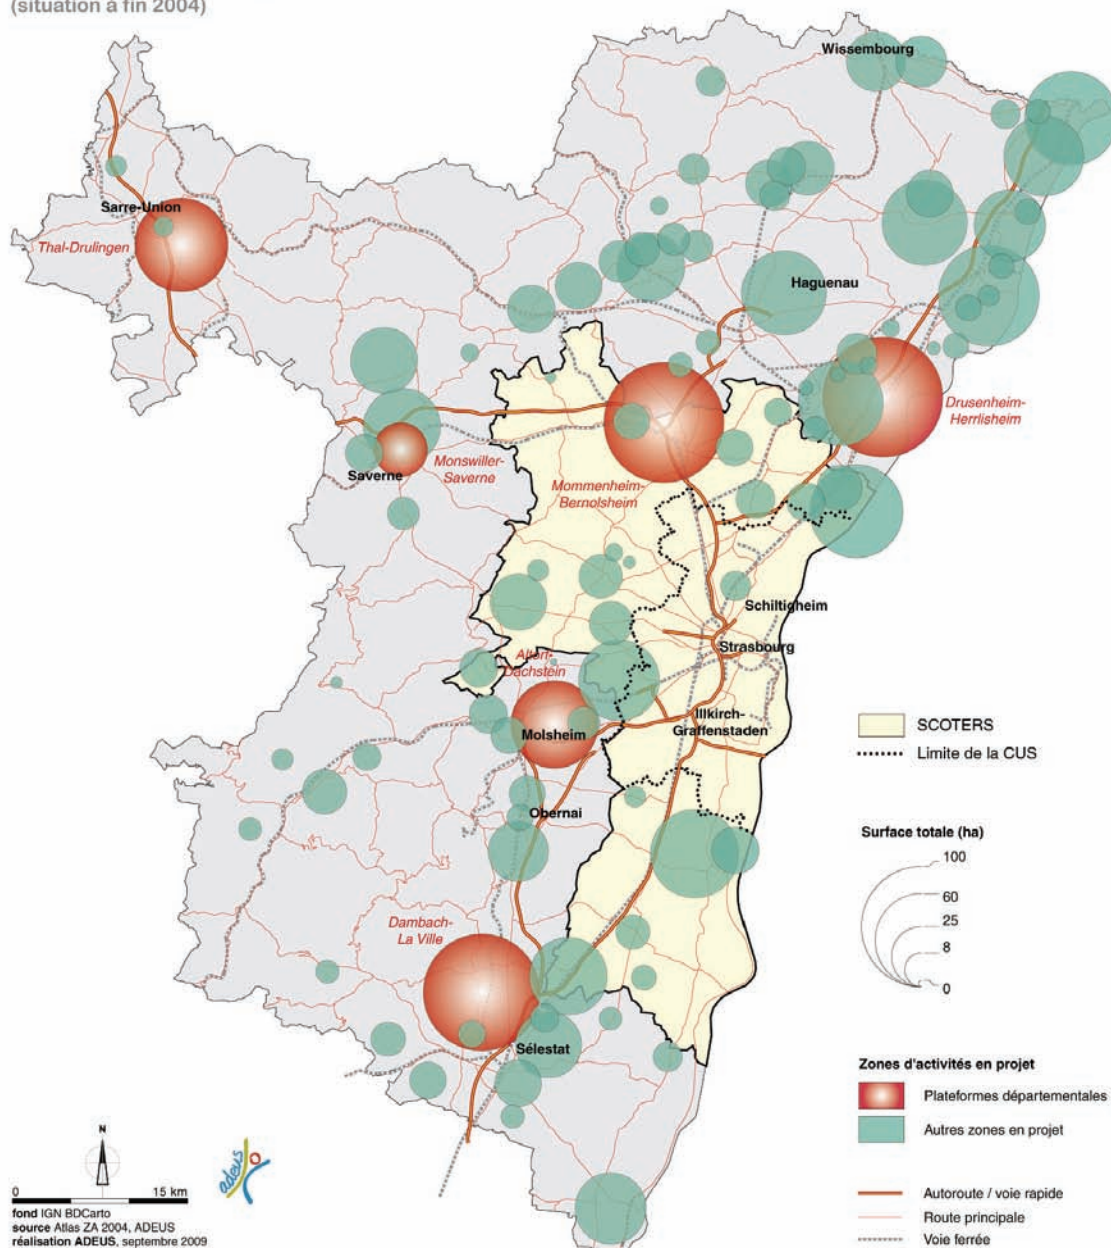 (situation à fin 2004)
Wissembourg
Sarre-Union
Thal-Drulingen
Haguenau
Drusenheim-
Herrlisheim
Monswiller-
Saverne
Saverne
Mommenheim-
Bernolsheim
Schiltigheim
Strasbourg
Altorf-
Dachstein
Illkirch-
Graffenstaden
Molsheim
Obernai
Dambach-
La Ville
Sélestat
SCOTERS
Limite de la CUS
Surface totale (ha)
100
60
25
8
0
Zones d'activités en projet
Plateformes départementales
Autres zones en projet
Autoroute / voie rapide
Route principale
Voie ferrée
N
adeus
0 15 km
fond IGN BDCarto
source Atlas ZA 2004, ADEUS
réalisation ADEUS, septembre 2009